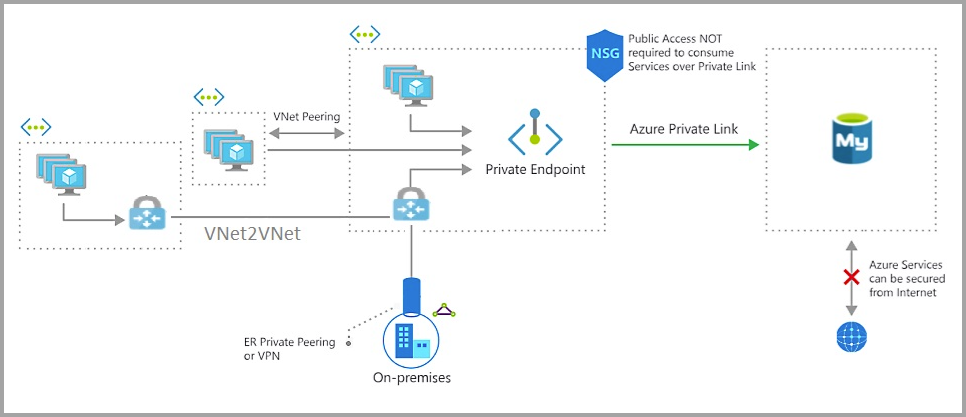 NSG
Public Access NOT
required to consume
Services over Private Link
VNet Peering
Azure Private Link
My
Private Endpoint
VNet2VNet
Azure Services
can be secured
from Internet
ER Private Peering
or VPN
On-premises